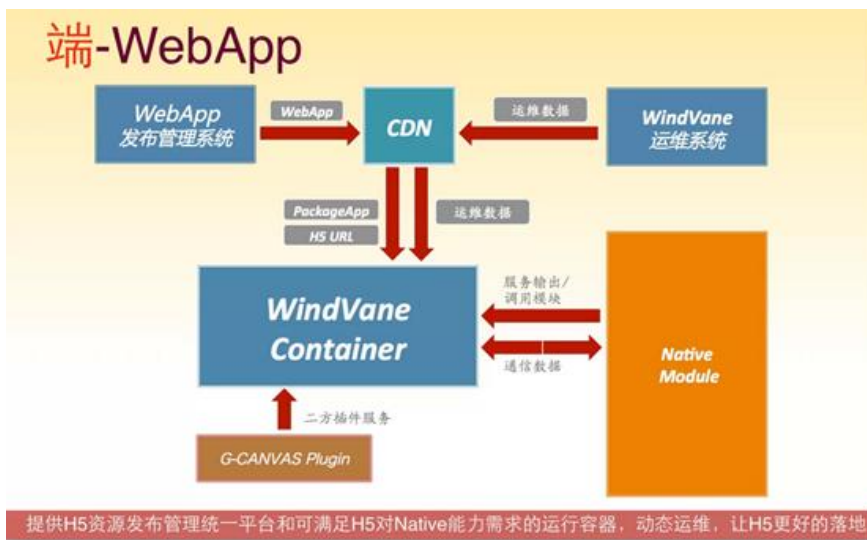 端-WebApp
WebApp
发布管理系统
WebApp
CDN
运维数据
WindVane
运维系统
PackageApp
H5 URL
运维数据
WindVane
Container
服务输出/
调用模块
通信数据
Native
Module
二方插件服务
G-CANVAS Plugin
提供H5资源发布管理统一平台和可满足H5对Native能力需求的运行容器，动态运维，让H5更好的落地